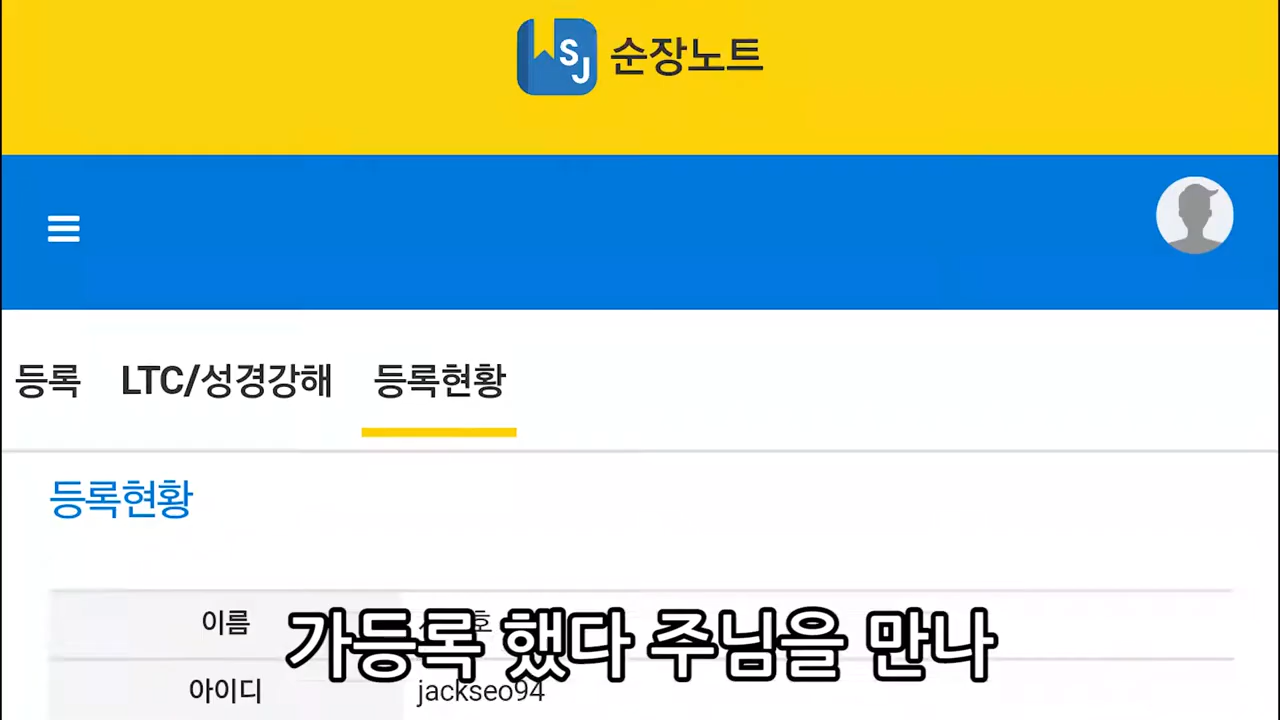 SJ 순장노트
등록 LTC/성경강해 등록현황
등록현황
이름
가등록 했다 주님을 만나
아이디 jackseo94